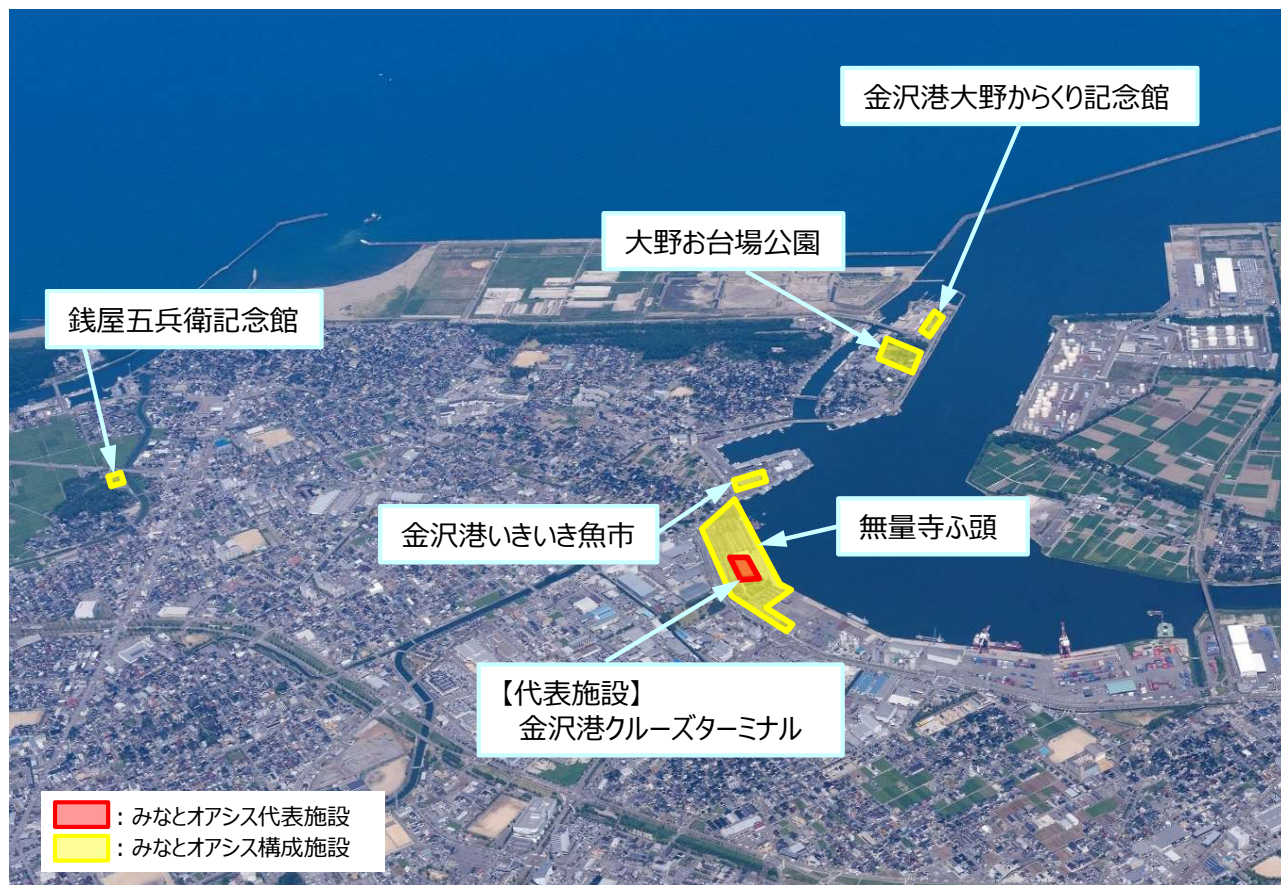 金沢港大野からくり記念館
大野お台場公園
銭屋五兵衛記念館
金沢港いきいき魚市
無量寺ふ頭
【代表施設】
金沢港クルーズターミナル
：みなとオアシス代表施設
：みなとオアシス構成施設